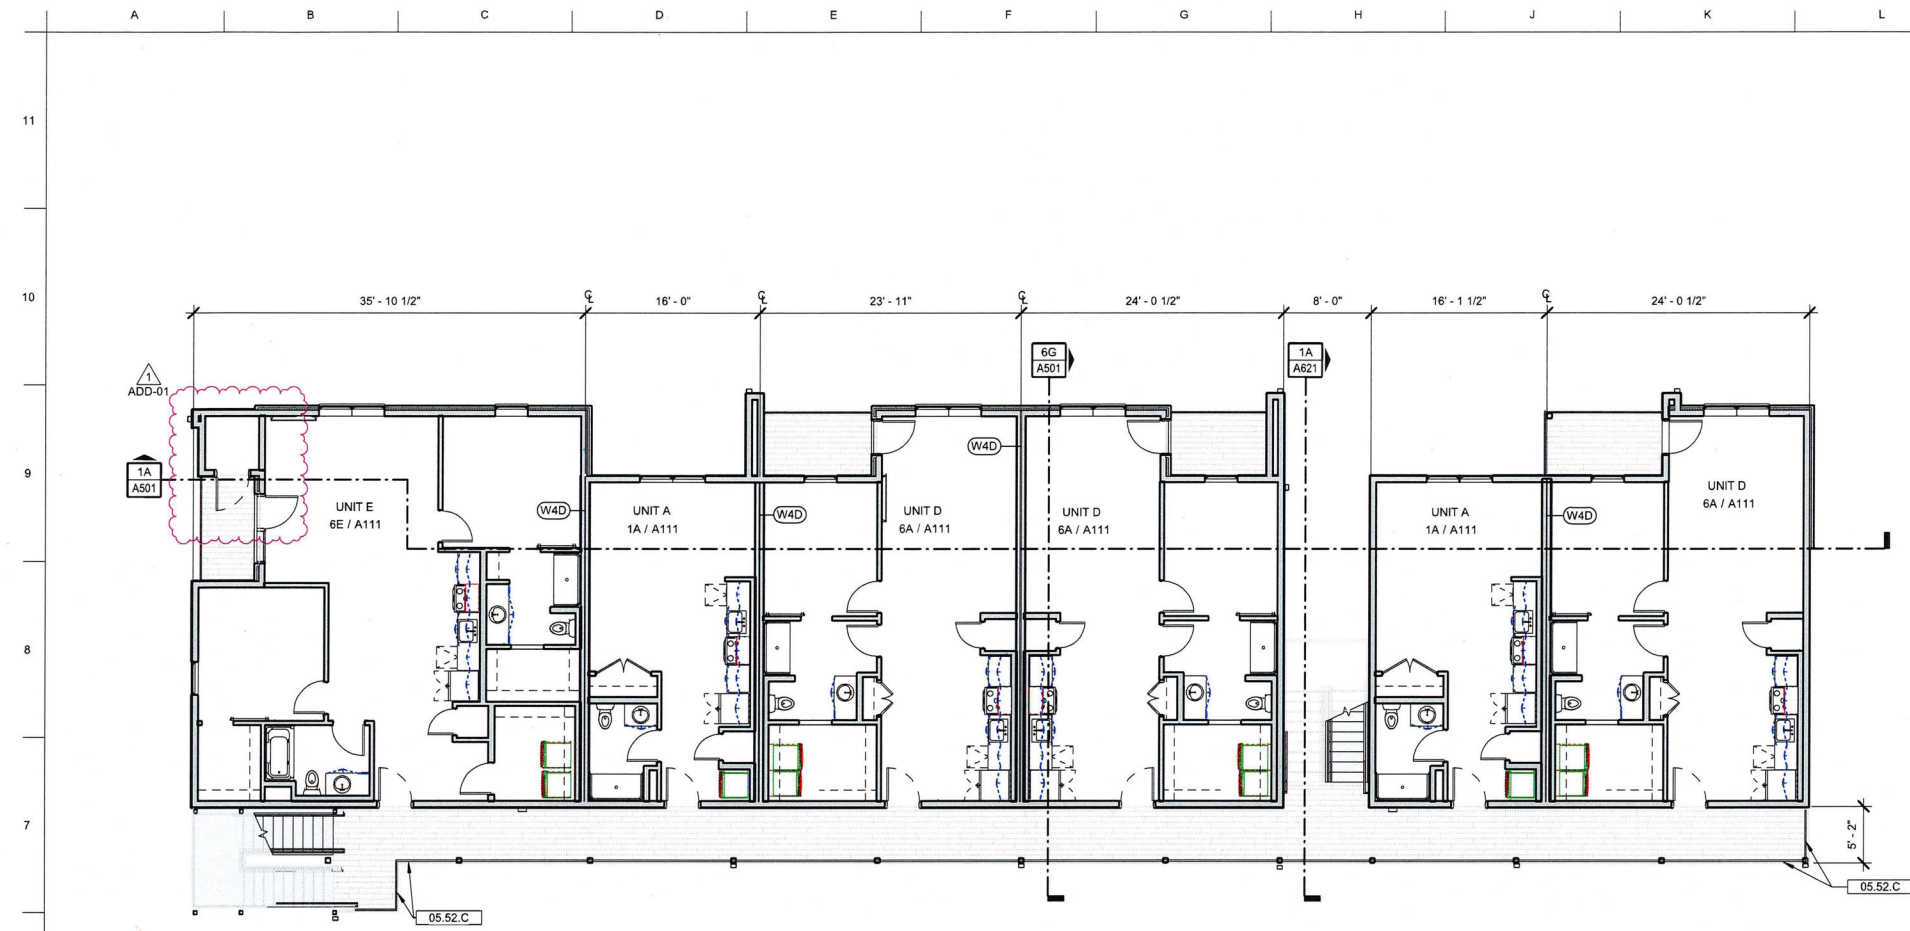 A B C D E F G H J K L
11
10
35' - 10 1/2" ℄ 16' - 0" ℄ 23' - 11" ℄ 24' - 0 1/2" 8' - 0" 16' - 1 1/2" ℄ 24' - 0 1/2"
6G
A501
1A
A621
1
ADD-01
9
1A
A501
W4D
W4D
W4D
W4D
UNIT E
6E / A111
UNIT A
1A / A111
UNIT D
6A / A111
UNIT D
6A / A111
UNIT A
1A / A111
UNIT D
6A / A111
8
7
5' - 2"
05.52.C
05.52.C